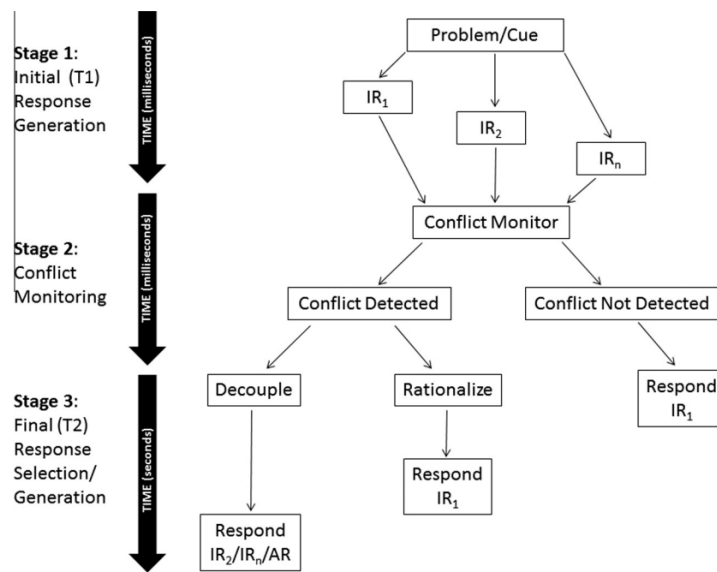 Stage 1:
Initial (T1)
Response
Generation
TIME (milliseconds)
Problem/Cue
IR₁
IR₂
IRₙ
Stage 2:
Conflict
Monitoring
TIME (milliseconds)
Conflict Monitor
Conflict Detected
Conflict Not Detected
Stage 3:
Final (T2)
Response
Selection/
Generation
TIME (seconds)
Decouple
Rationalize
Respond
IR₁
Respond
IR₁
Respond
IR₂/IRₙ/AR